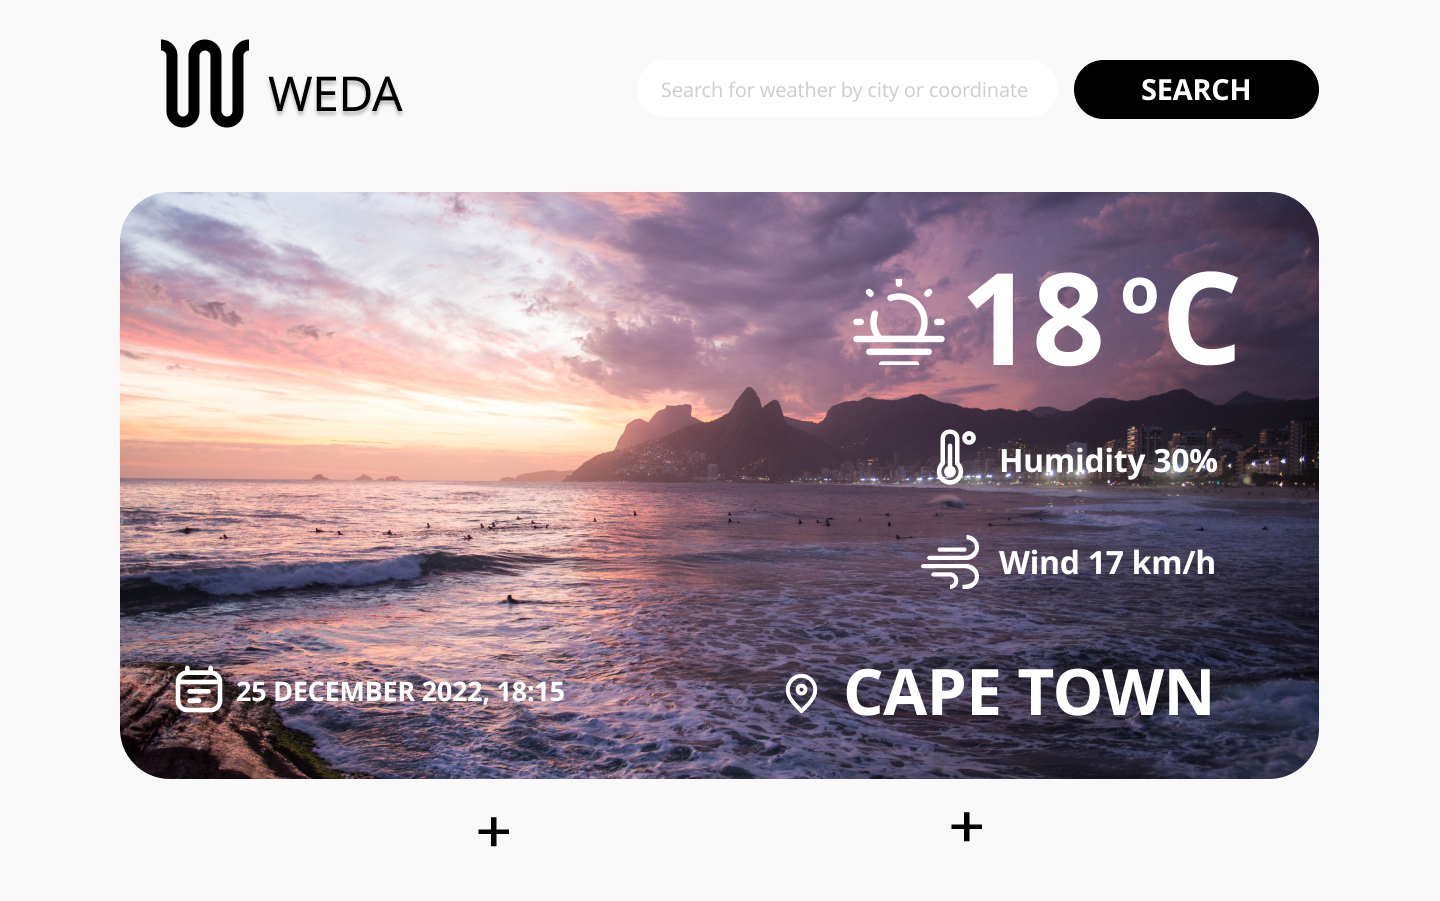 WEDA
Search for weather by city or coordinate
SEARCH
18 ºC
Humidity 30%
Wind 17 km/h
25 DECEMBER 2022, 18:15
CAPE TOWN
+
+